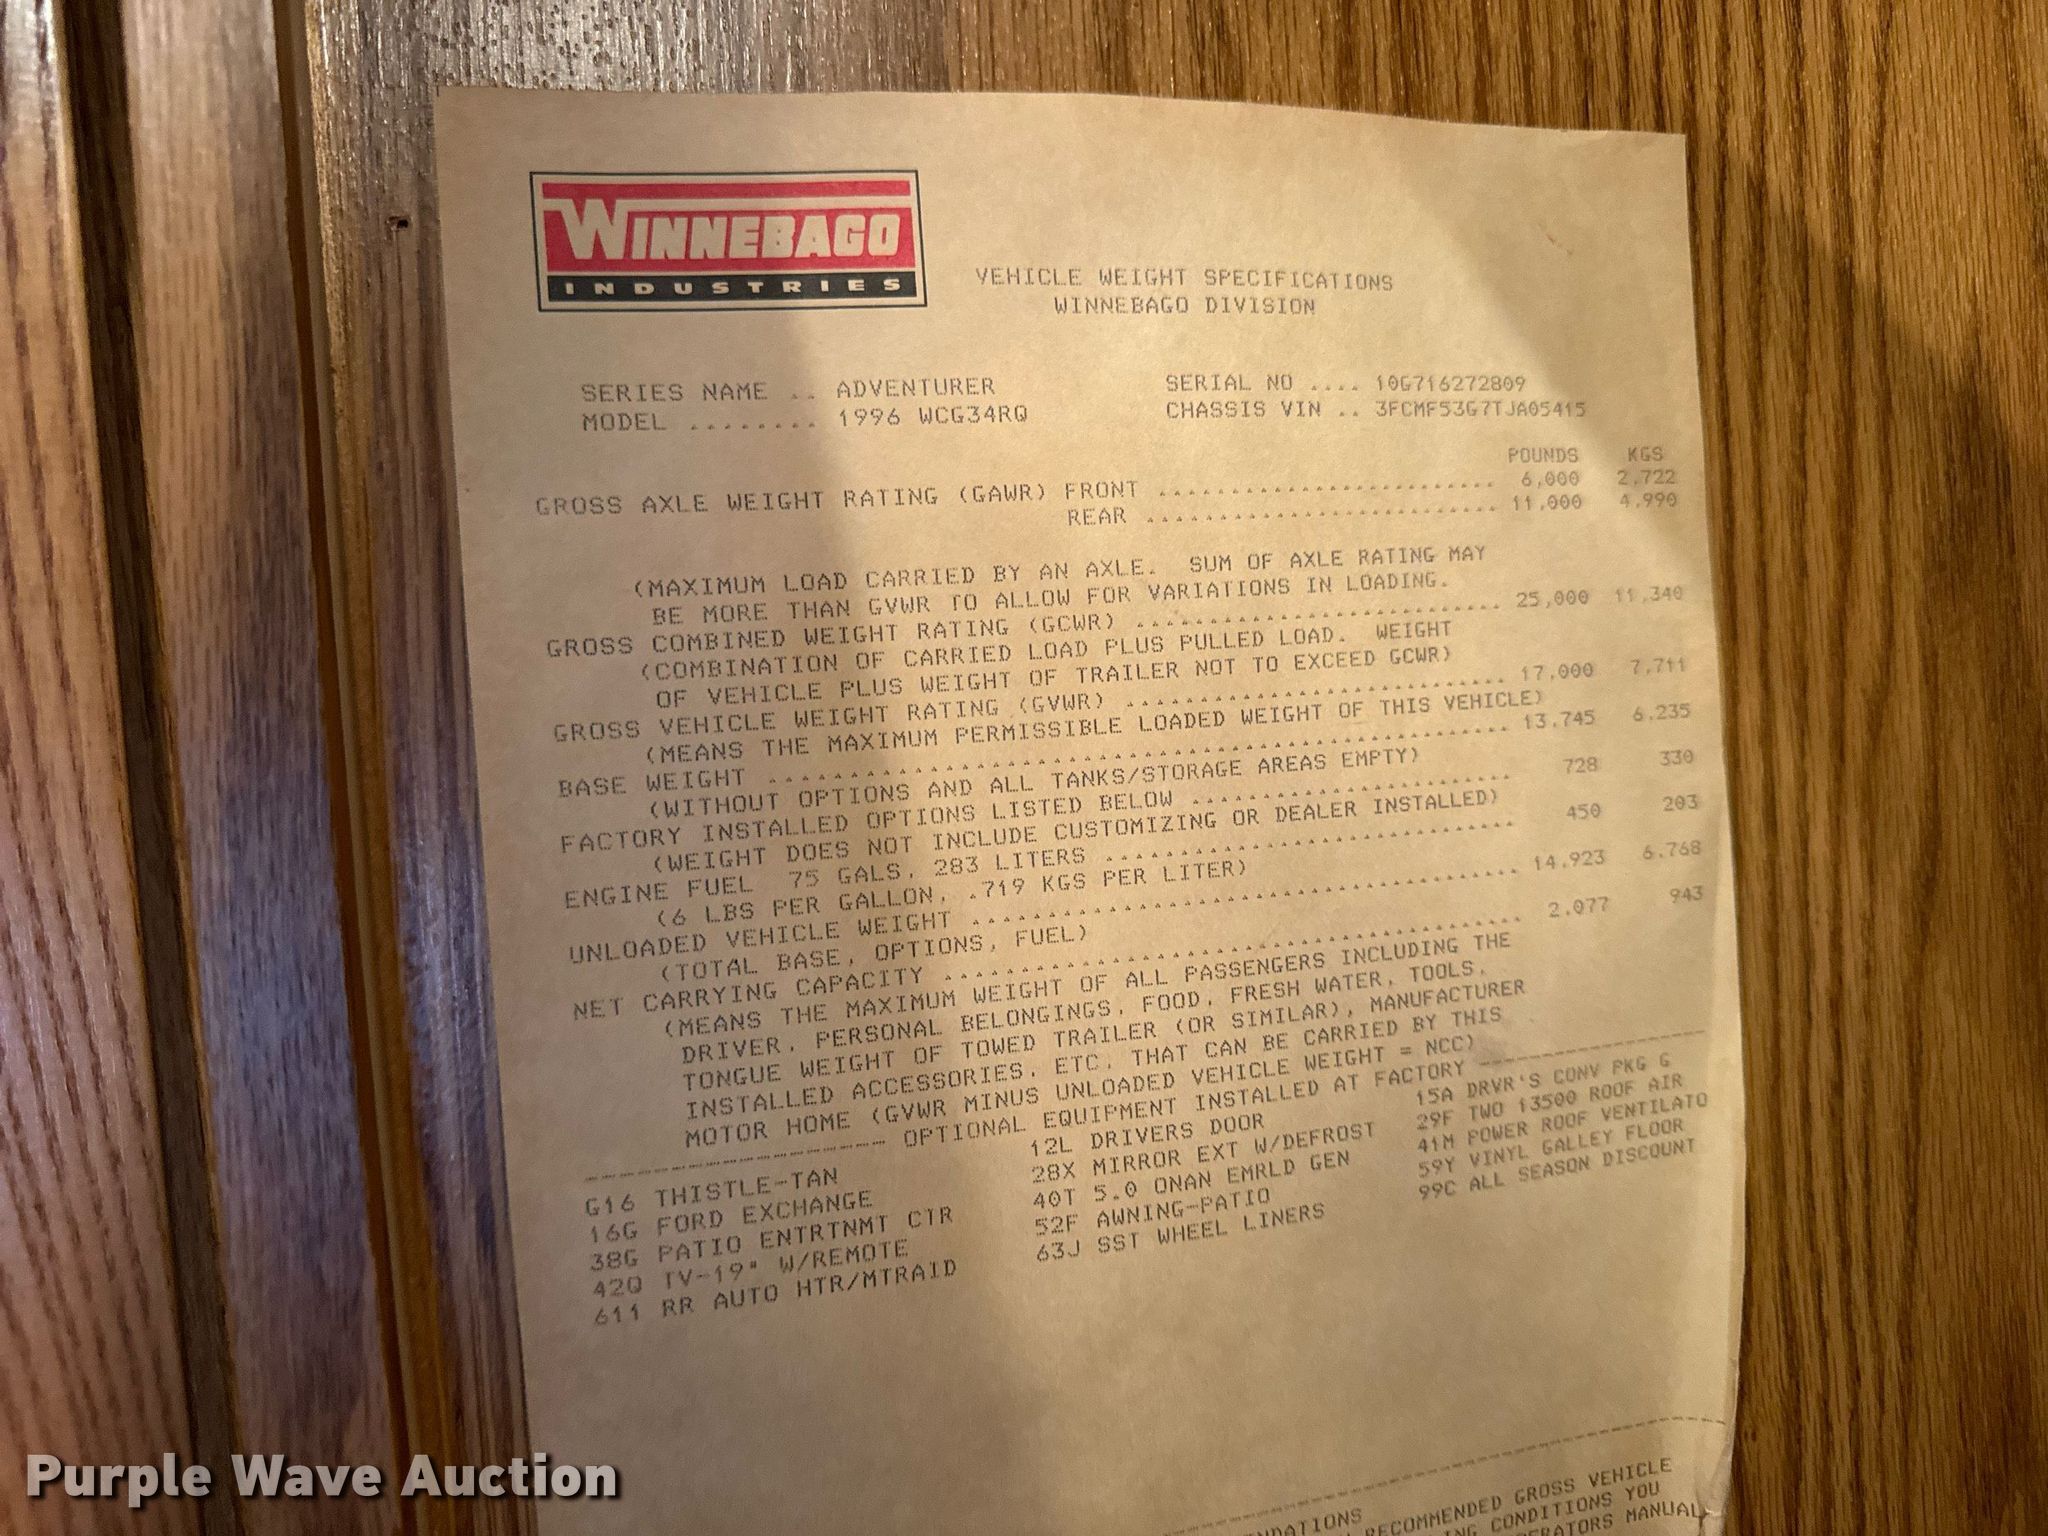 WINNEBAGO
INDUSTRIES
VEHICLE WEIGHT SPECIFICATIONS
WINNEBAGO DIVISION
SERIES NAME .. ADVENTURER SERIAL NO .... 10G716272809
MODEL ........ 1996 WCG34RQ CHASSIS VIN .. 3FCMF53G7TJA05415
POUNDS KGS
GROSS AXLE WEIGHT RATING (GAWR) FRONT ........................ 6,000 2,722
REAR ........................ 11,000 4,990
(MAXIMUM LOAD CARRIED BY AN AXLE. SUM OF AXLE RATING MAY
BE MORE THAN GVWR TO ALLOW FOR VARIATIONS IN LOADING.
GROSS COMBINED WEIGHT RATING (GCWR) ........................ 25,000 11,340
(COMBINATION OF CARRIED LOAD PLUS PULLED LOAD. WEIGHT
OF VEHICLE PLUS WEIGHT OF TRAILER NOT TO EXCEED GCWR)
GROSS VEHICLE WEIGHT RATING (GVWR) ........................ 17,000 7,711
(MEANS THE MAXIMUM PERMISSIBLE LOADED WEIGHT OF THIS VEHICLE)
BASE WEIGHT ................................................ 13,745 6,235
(WITHOUT OPTIONS AND ALL TANKS/STORAGE AREAS EMPTY)
FACTORY INSTALLED OPTIONS LISTED BELOW ..................... 728 330
(WEIGHT DOES NOT INCLUDE CUSTOMIZING OR DEALER INSTALLED)
ENGINE FUEL 75 GALS, 283 LITERS ........................... 450 203
(6 LBS PER GALLON, .719 KGS PER LITER)
UNLOADED VEHICLE WEIGHT .................................... 14,923 6,768
(TOTAL BASE, OPTIONS, FUEL)
NET CARRYING CAPACITY ...................................... 2,077 943
(MEANS THE MAXIMUM WEIGHT OF ALL PASSENGERS INCLUDING THE
DRIVER, PERSONAL BELONGINGS, FOOD, FRESH WATER, TOOLS,
TONGUE WEIGHT OF TOWED TRAILER (OR SIMILAR), MANUFACTURER
INSTALLED ACCESSORIES, ETC, THAT CAN BE CARRIED BY THIS
MOTOR HOME (GVWR MINUS UNLOADED VEHICLE WEIGHT = NCC)
-------------------- OPTIONAL EQUIPMENT INSTALLED AT FACTORY --------------------
G16 THISTLE-TAN 12L DRIVERS DOOR 15A DRVR'S CONV PKG G
16G FORD EXCHANGE 28X MIRROR EXT W/DEFROST 29F TWO 13500 ROOF AIR
38G PATIO ENTRTNMT CTR 40T 5.0 ONAN EMRLD GEN 41M POWER ROOF VENTILATO
42Q TV-19" W/REMOTE 52F AWNING-PATIO 59Y VINYL GALLEY FLOOR
611 RR AUTO HTR/MTRAID 63J SST WHEEL LINERS 99C ALL SEASON DISCOUNT
NDATIONS
RECOMMENDED GROSS VEHICLE
ING CONDITIONS YOU
ERATORS MANUAL
Purple Wave Auction